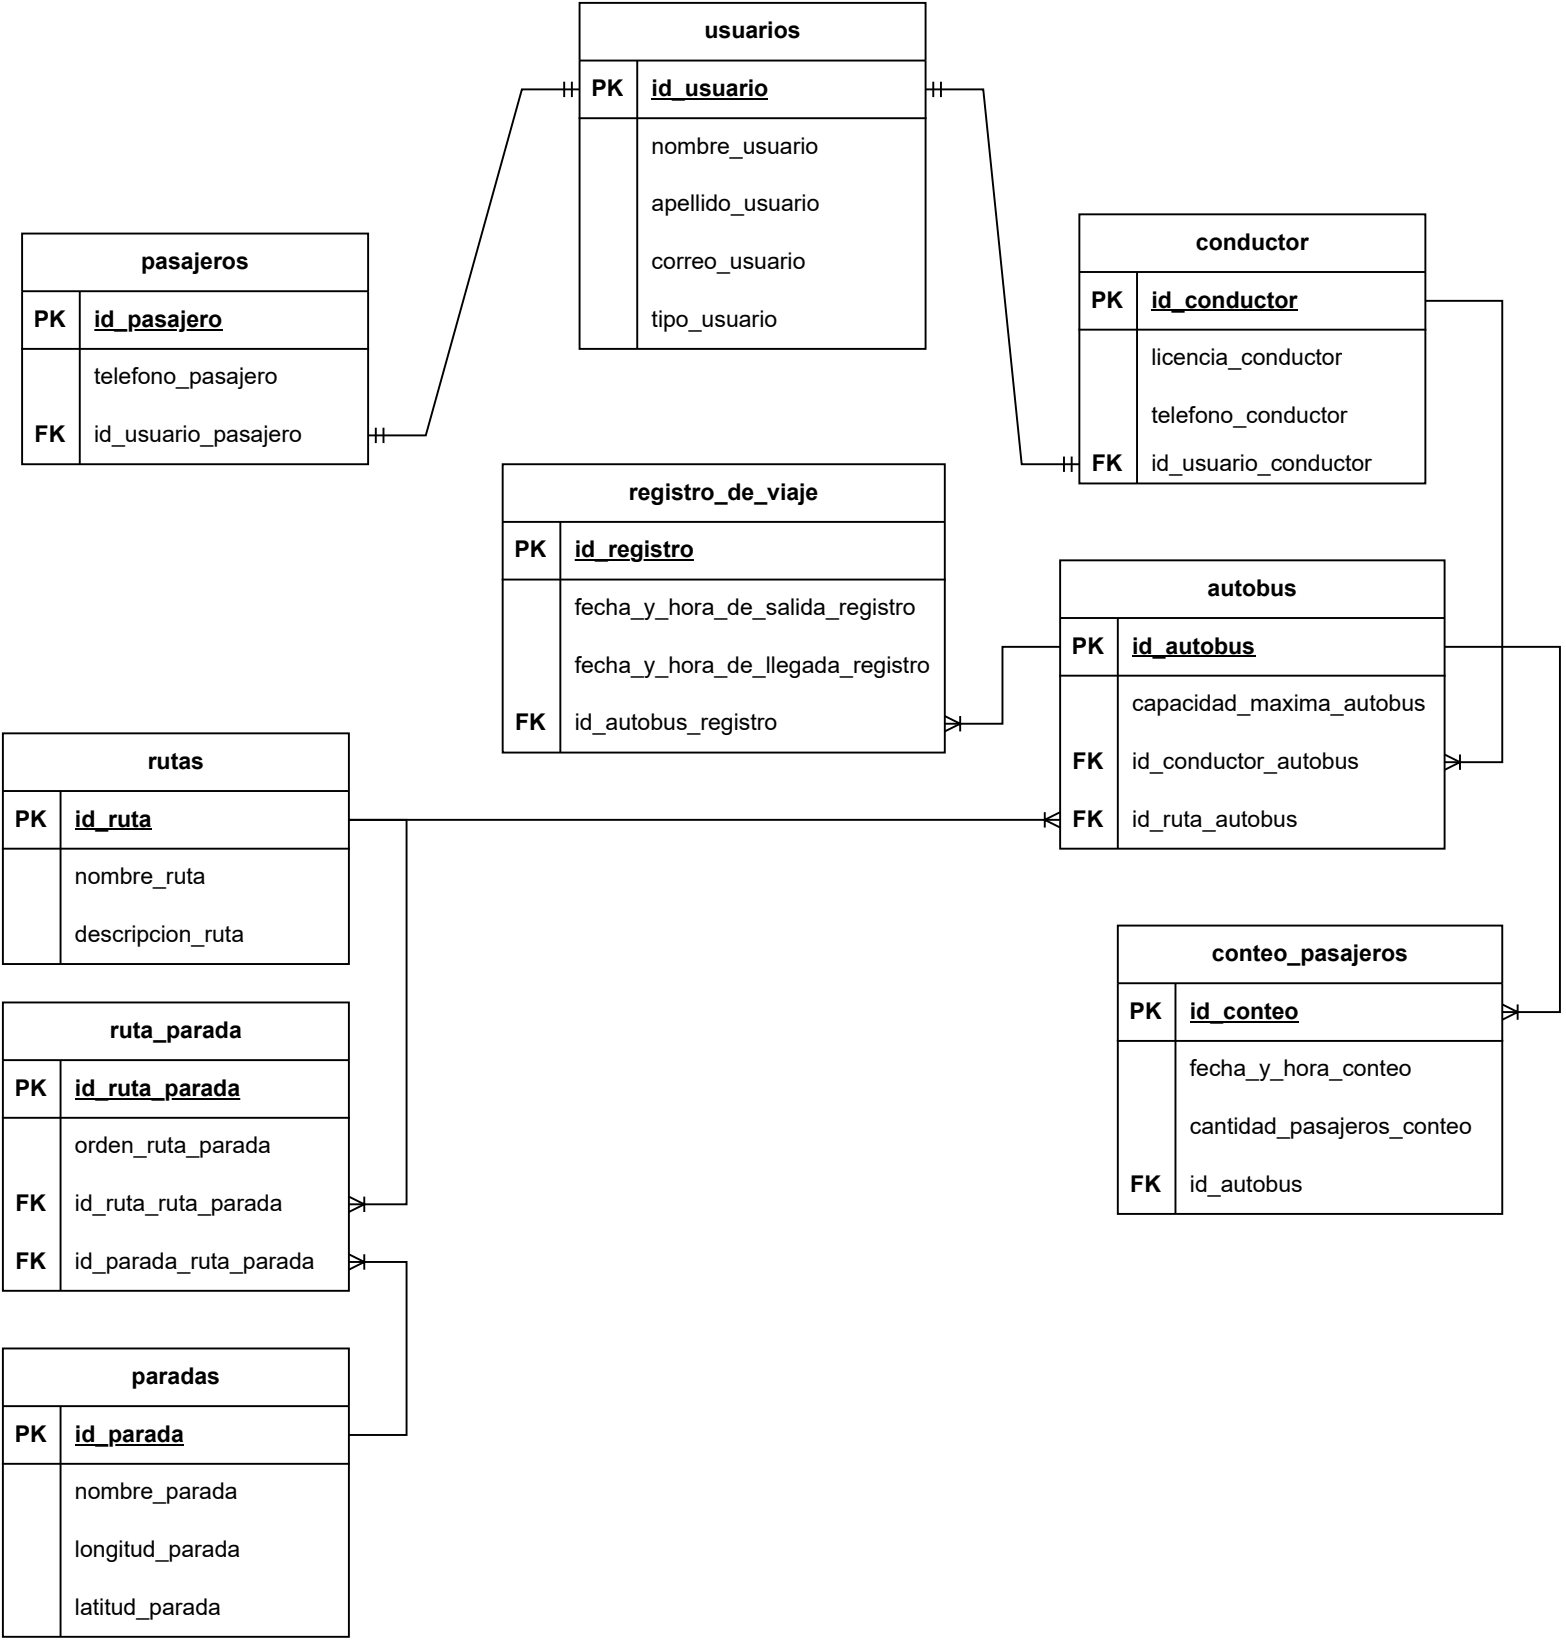 usuarios
PK id_usuario
nombre_usuario
apellido_usuario
correo_usuario
tipo_usuario
pasajeros
PK id_pasajero
telefono_pasajero
FK id_usuario_pasajero
conductor
PK id_conductor
licencia_conductor
telefono_conductor
FK id_usuario_conductor
registro_de_viaje
PK id_registro
fecha_y_hora_de_salida_registro
fecha_y_hora_de_llegada_registro
FK id_autobus_registro
autobus
PK id_autobus
capacidad_maxima_autobus
FK id_conductor_autobus
FK id_ruta_autobus
rutas
PK id_ruta
nombre_ruta
descripcion_ruta
conteo_pasajeros
PK id_conteo
fecha_y_hora_conteo
cantidad_pasajeros_conteo
FK id_autobus
ruta_parada
PK id_ruta_parada
orden_ruta_parada
FK id_ruta_ruta_parada
FK id_parada_ruta_parada
paradas
PK id_parada
nombre_parada
longitud_parada
latitud_parada